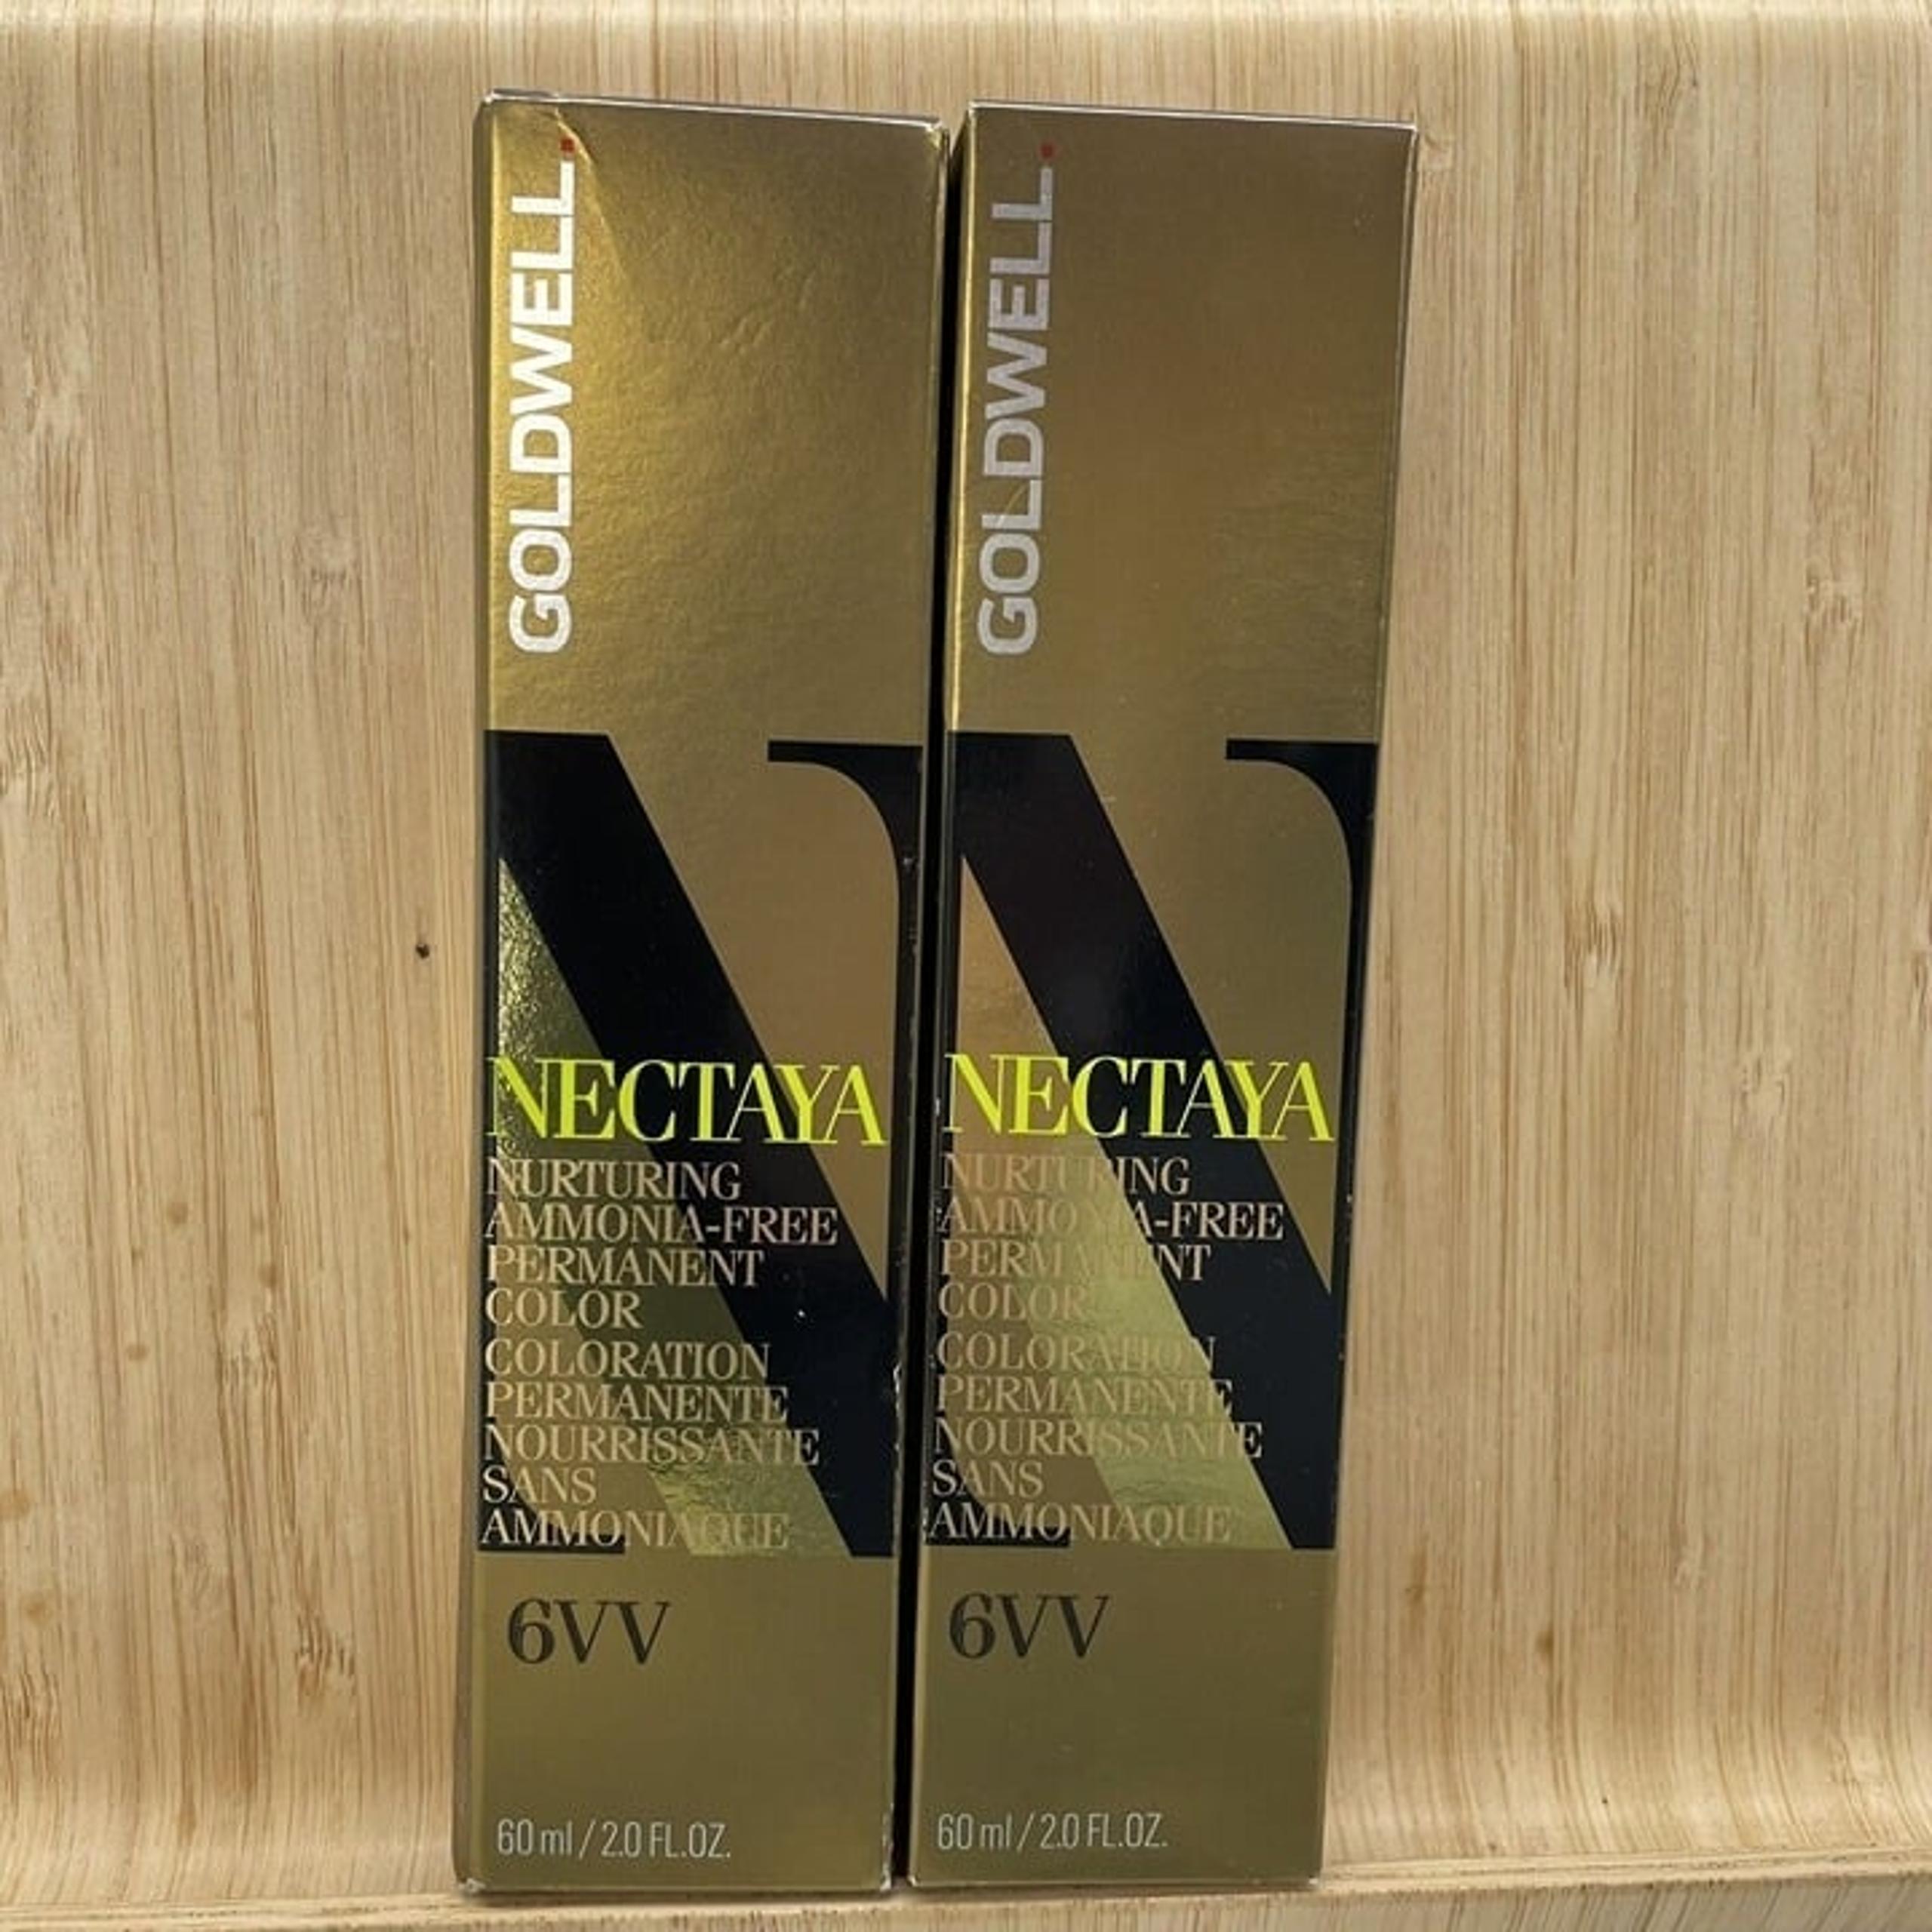 GOLDWELL.
NECTAYA
NURTURING
AMMONIA-FREE
PERMANENT
COLOR
COLORATION
PERMANENTE
NOURRISSANTE
SANS
AMMONIAQUE
6VV
60 ml / 2.0 FL.OZ.
GOLDWELL.
NECTAYA
NURTURING
AMMONIA-FREE
PERMANENT
COLOR
COLORATION
PERMANENTE
NOURRISSANTE
SANS
AMMONIAQUE
6VV
60 ml / 2.0 FL.OZ.